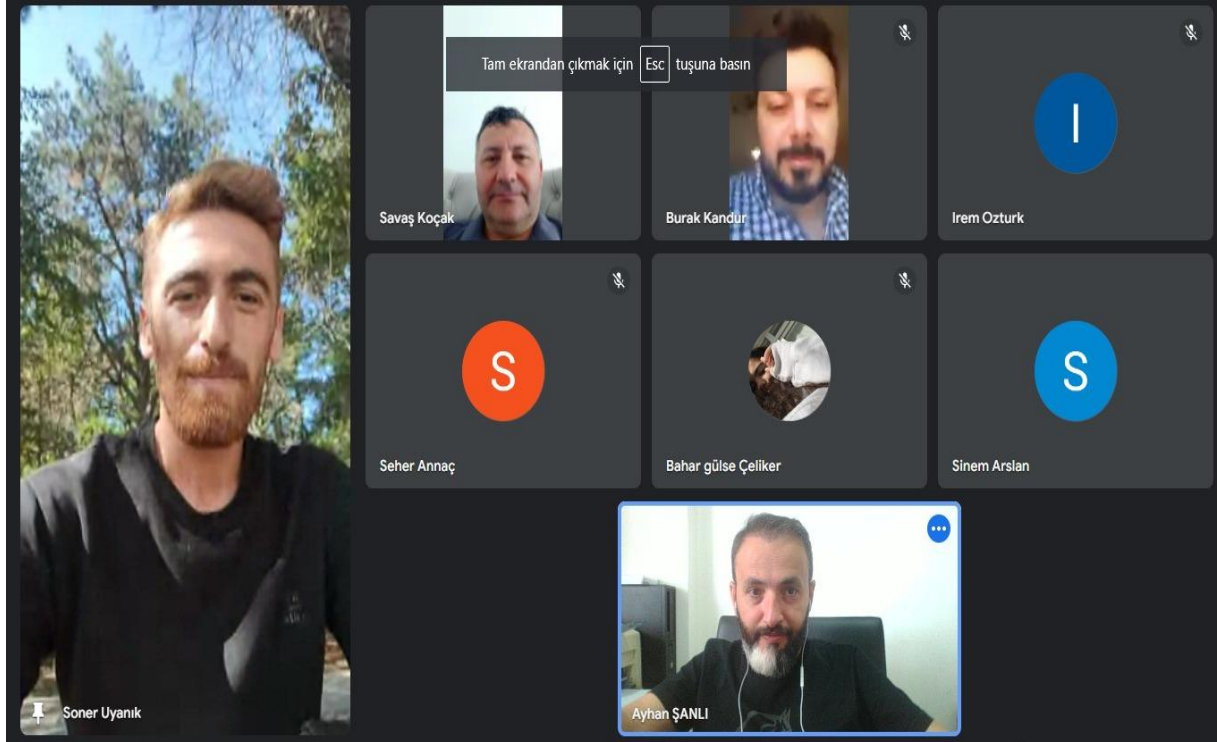 Tam ekrandan çıkmak için Esc tuşuna basın
Savaş Koçak
Burak Kandur
I
Irem Ozturk
S
Seher Annaç
Bahar gülse Çeliker
S
Sinem Arslan
Soner Uyanık
Ayhan ŞANLI